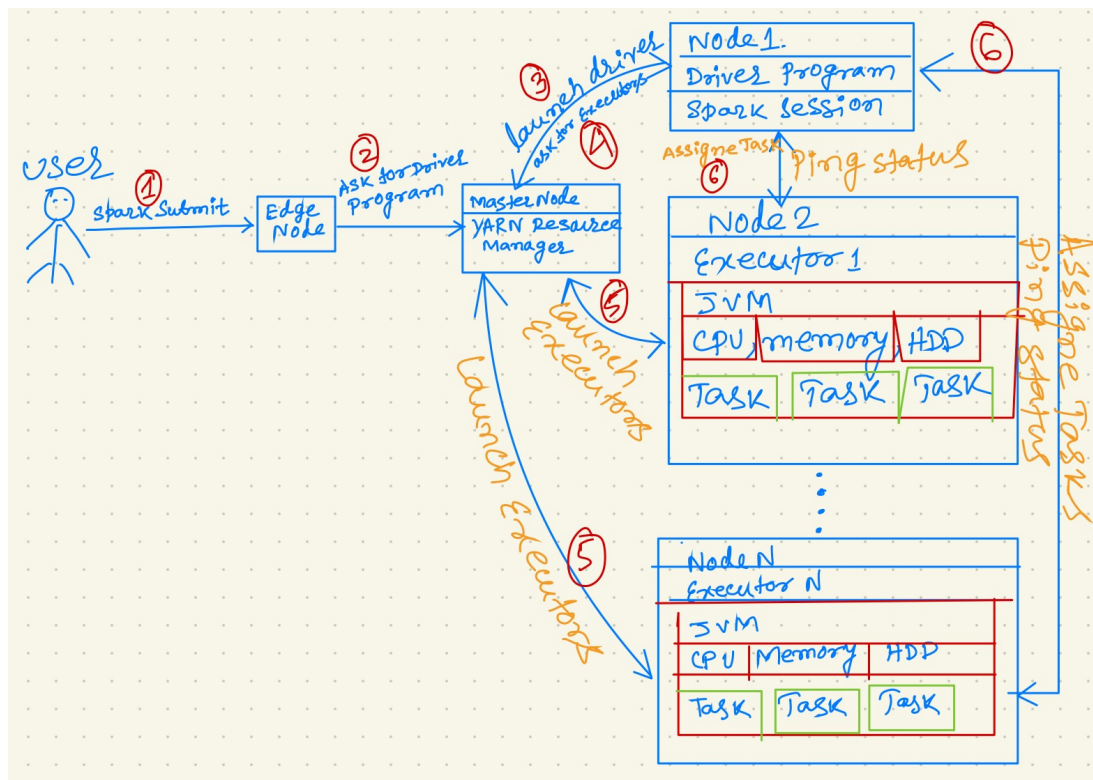 User
1
Spark Submit
Edge
Node
2
Ask for Driver
Program
Master Node
YARN Resource
Manager
3
Launch driver
ask for Executors
4
Node 1.
Driver Program
Spark Session
6
Assigne Task
6
Ping status
Node 2
Executor 1
JVM
CPU, memory, HDD
Task Task Task
5
Launch
Executors
5
Launch Executors
Assigne Tasks
Ping status
Node N
Executor N
JVM
CPU Memory HDD
Task Task Task